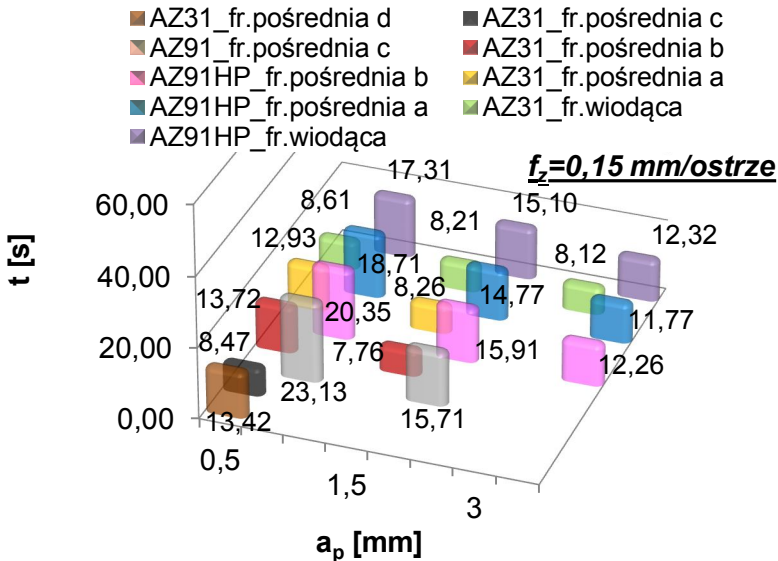 AZ31_fr.pośrednia d AZ31_fr.pośrednia c
AZ91_fr.pośrednia c AZ31_fr.pośrednia b
AZ91HP_fr.pośrednia b AZ31_fr.pośrednia a
AZ91HP_fr.pośrednia a AZ31_fr.wiodąca
AZ91HP_fr.wiodąca
fz=0,15 mm/ostrze
17,31
8,61 15,10
60,00 8,21 12,32
12,93 8,12
t [s]
40,00 18,71 8,26 14,77
13,72 20,35 11,77
20,00 8,47 7,76 15,91 12,26
23,13 15,71
0,00 13,42
0,5
1,5
3
ap [mm]